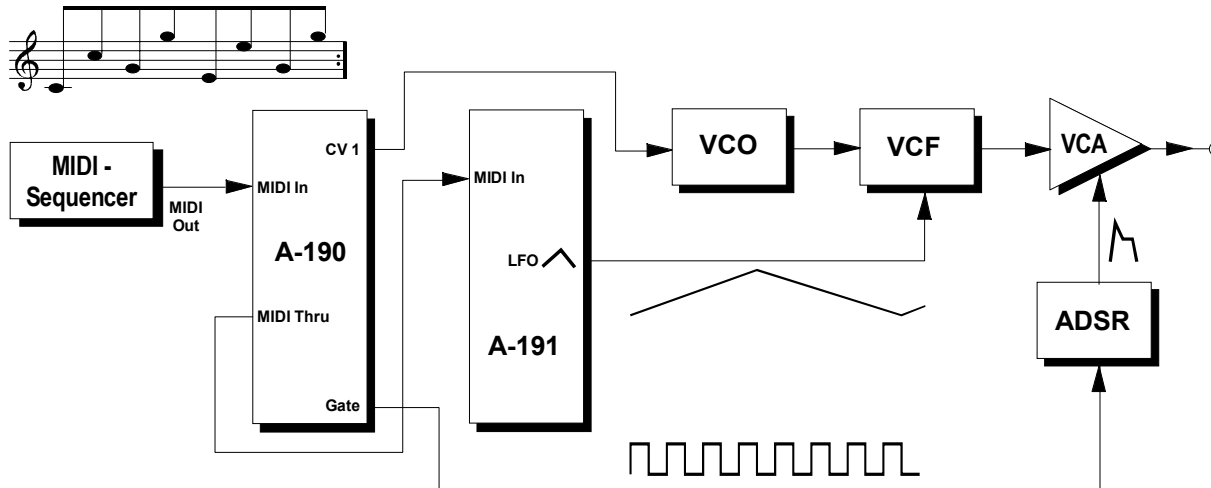 MIDI -
Sequencer
MIDI
Out
CV 1
MIDI In
A-190
MIDI Thru
Gate
MIDI In
LFO
A-191
VCO
VCF
VCA
ADSR